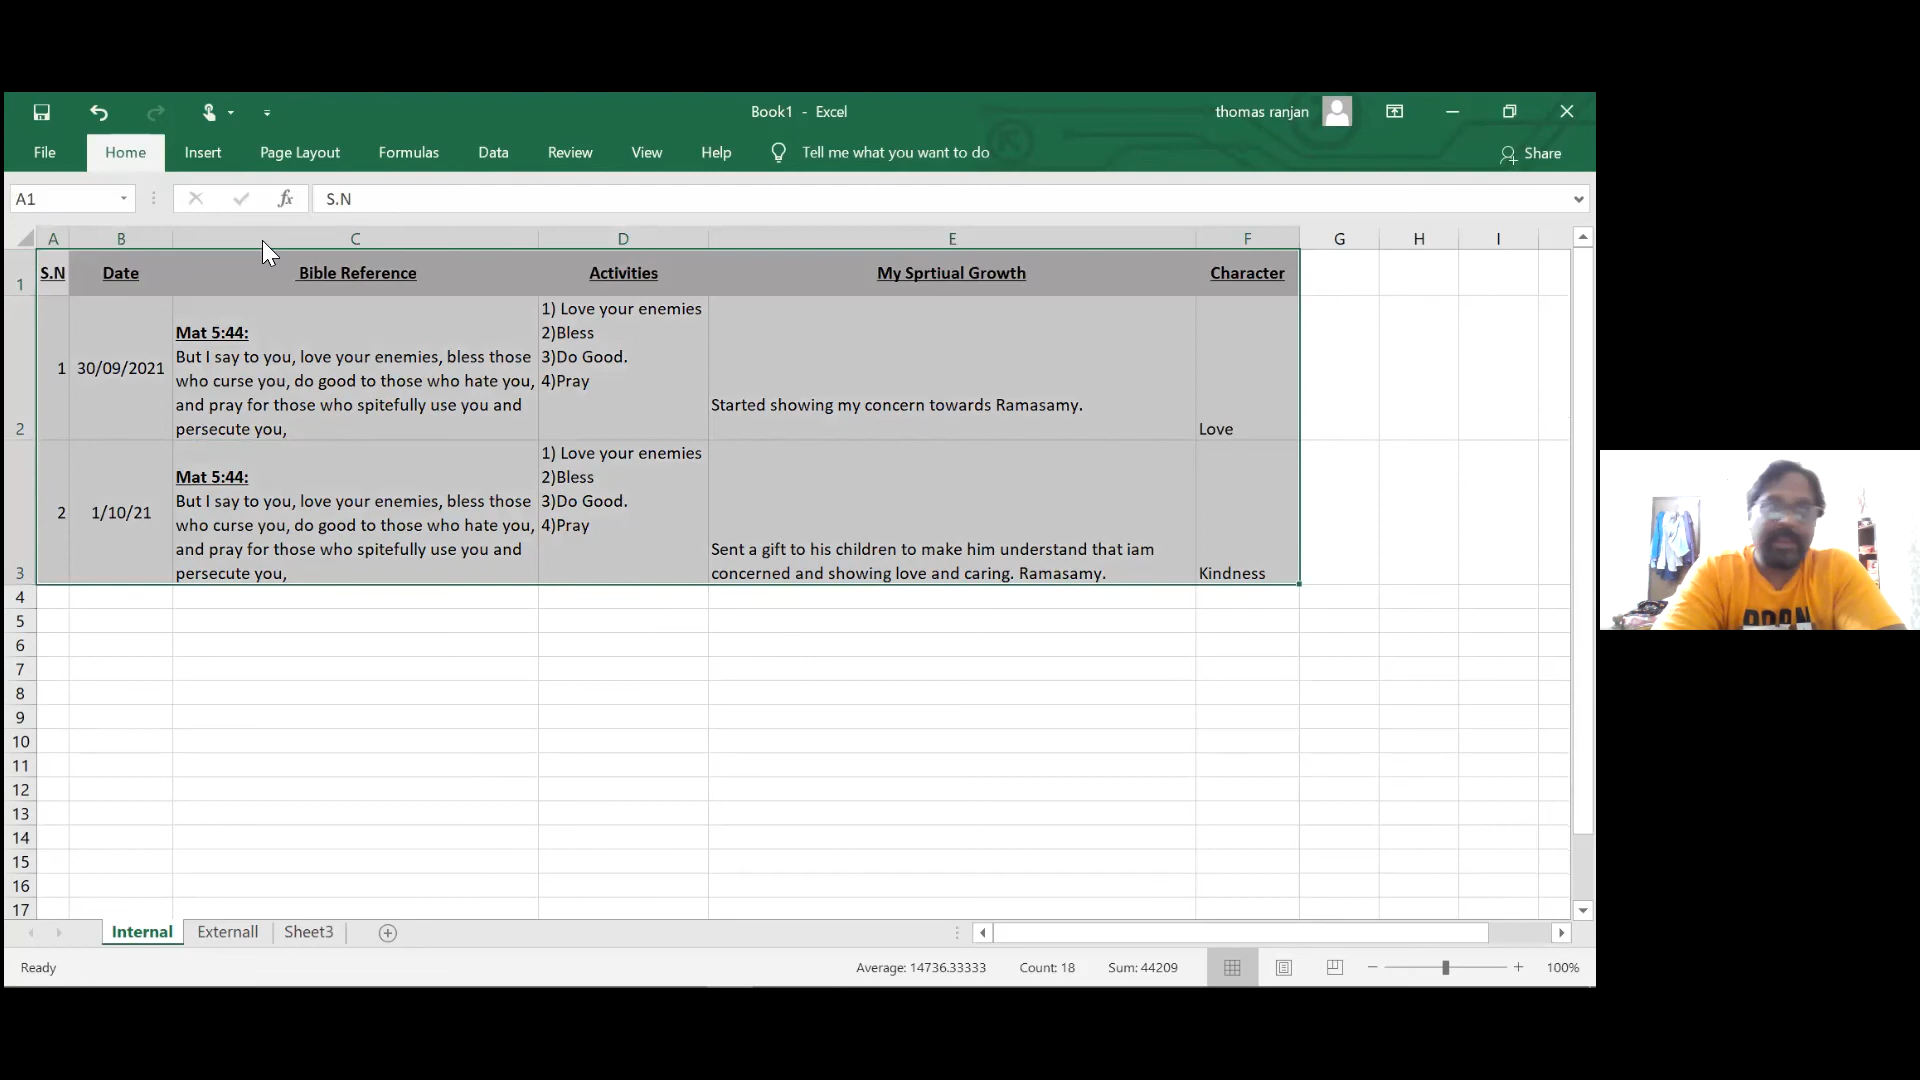 Book1 - Excel
thomas ranjan
File Home Insert Page Layout Formulas Data Review View Help Tell me what you want to do Share
A1 fx S.N
A B C D E F G H I
1 S.N Date Bible Reference Activities My Sprtiual Growth Character
2
1
30/09/2021
Mat 5:44:
But I say to you, love your enemies, bless those
who curse you, do good to those who hate you,
and pray for those who spitefully use you and
persecute you,
1) Love your enemies
2)Bless
3)Do Good.
4)Pray
Started showing my concern towards Ramasamy.
Love
3
2
1/10/21
Mat 5:44:
But I say to you, love your enemies, bless those
who curse you, do good to those who hate you,
and pray for those who spitefully use you and
persecute you,
1) Love your enemies
2)Bless
3)Do Good.
4)Pray
Sent a gift to his children to make him understand that iam
concerned and showing love and caring. Ramasamy.
Kindness
4
5
6
7
8
9
10
11
12
13
14
15
16
17
Internal Externall Sheet3
Ready Average: 14736.33333 Count: 18 Sum: 44209 100%